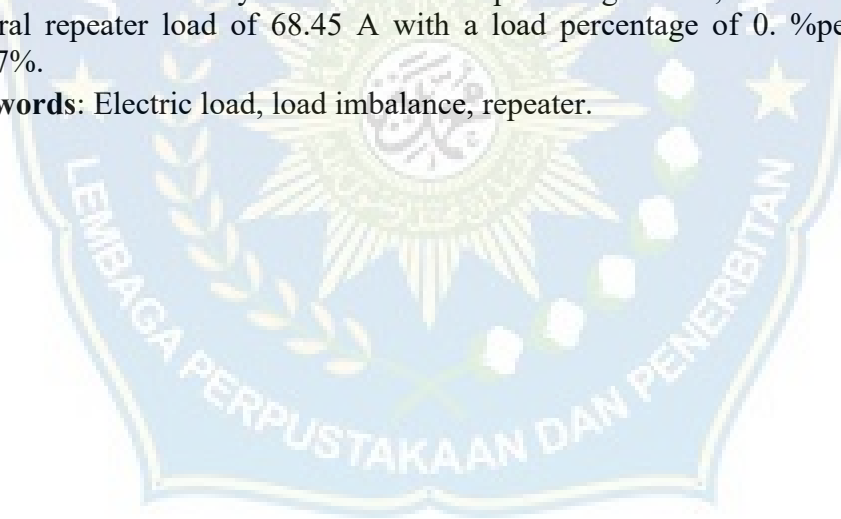 ral repeater load of 68.45 A with a load percentage of 0. %pe
7%.
words: Electric load, load imbalance, repeater.
LEMBAGA PERPUSTAKAAN DAN PENERBITAN